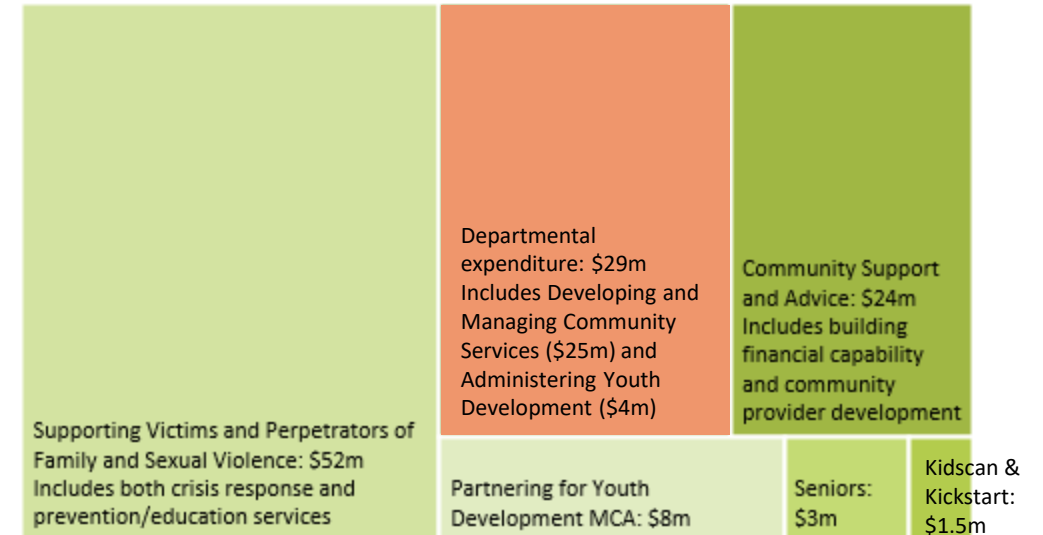 Supporting Victims and Perpetrators of
Family and Sexual Violence: $52m
Includes both crisis response and
prevention/education services
Departmental
expenditure: $29m
Includes Developing and
Managing Community
Services ($25m) and
Administering Youth
Development ($4m)
Community Support
and Advice: $24m
Includes building
financial capability
and community
provider development
Partnering for Youth
Development MCA: $8m
Seniors:
$3m
Kidscan &
Kickstart:
$1.5m